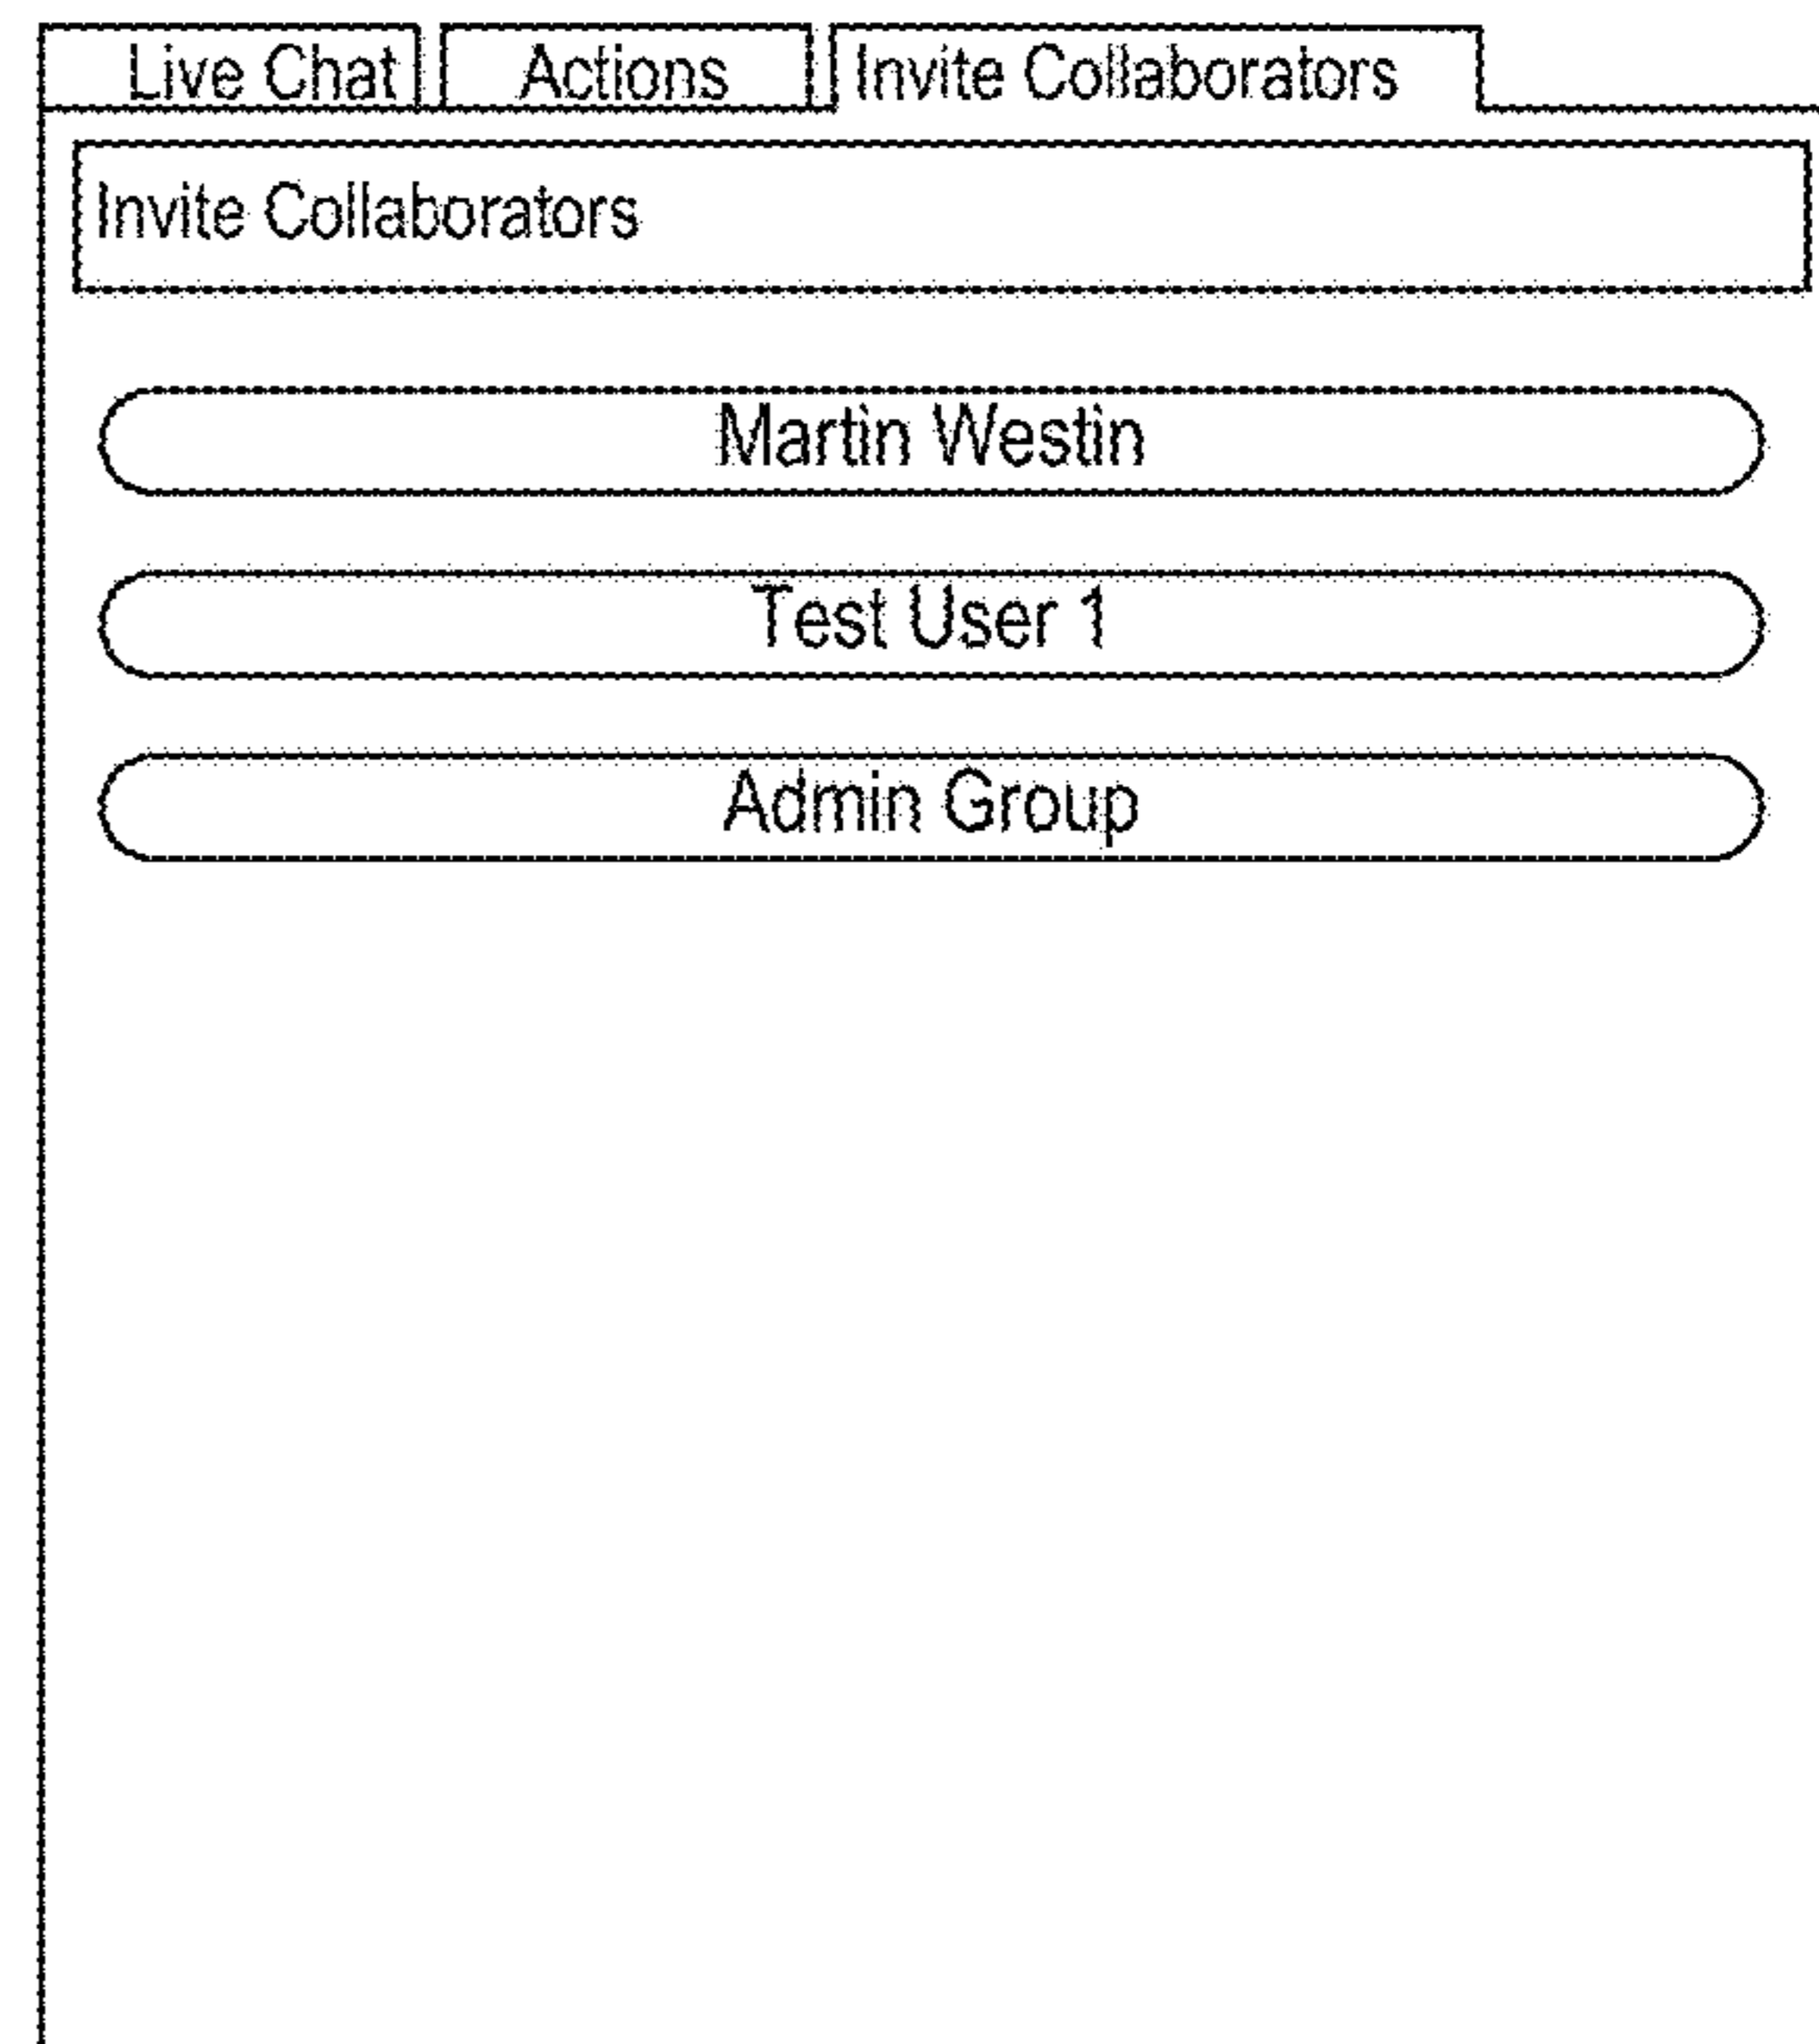 Live Chat Actions Invite Collaborators
Invite Collaborators
Martin Westin
Test User 1
Admin Group